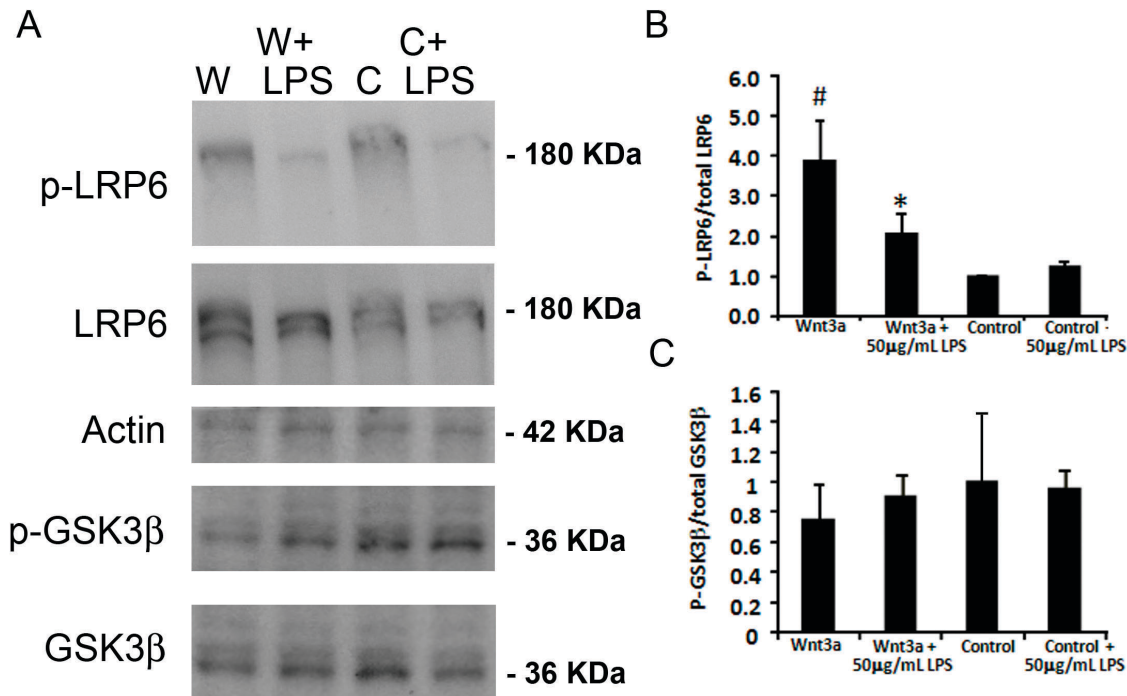 A
W+ C+
W LPS C LPS
p-LRP6
- 180 KDa
LRP6
- 180 KDa
Actin
- 42 KDa
p-GSK3β
- 36 KDa
GSK3β
- 36 KDa
B
P-LRP6/total LRP6
6.0
5.0
4.0
3.0
2.0
1.0
0.0
#
*
Wnt3a
Wnt3a +
50μg/mL LPS
Control
Control -
50μg/mL LPS
C
P-GSK3β/total GSK3β
1.6
1.4
1.2
1
0.8
0.6
0.4
0.2
0
Wnt3a
Wnt3a +
50μg/mL LPS
Control
Control +
50μg/mL LPS